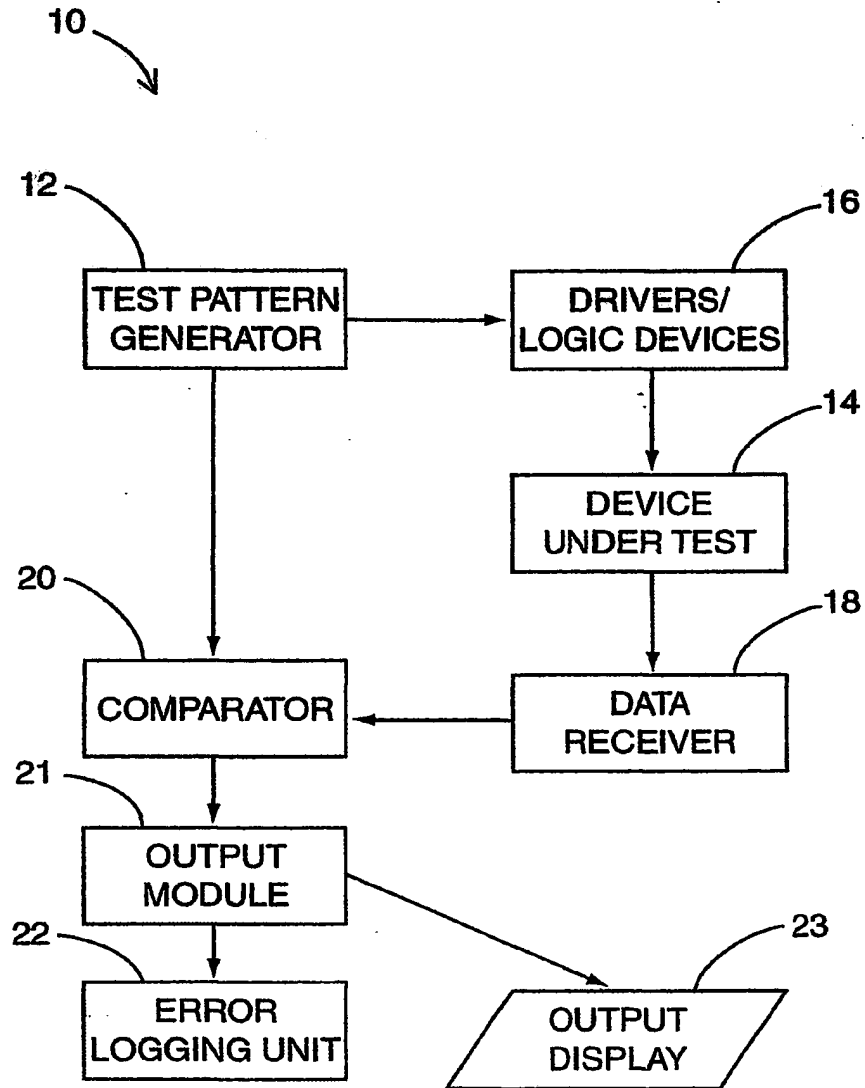 10
12
16
TEST PATTERN
GENERATOR
DRIVERS/
LOGIC DEVICES
14
DEVICE
UNDER TEST
20
18
COMPARATOR
DATA
RECEIVER
21
OUTPUT
MODULE
22
23
ERROR
LOGGING UNIT
OUTPUT
DISPLAY